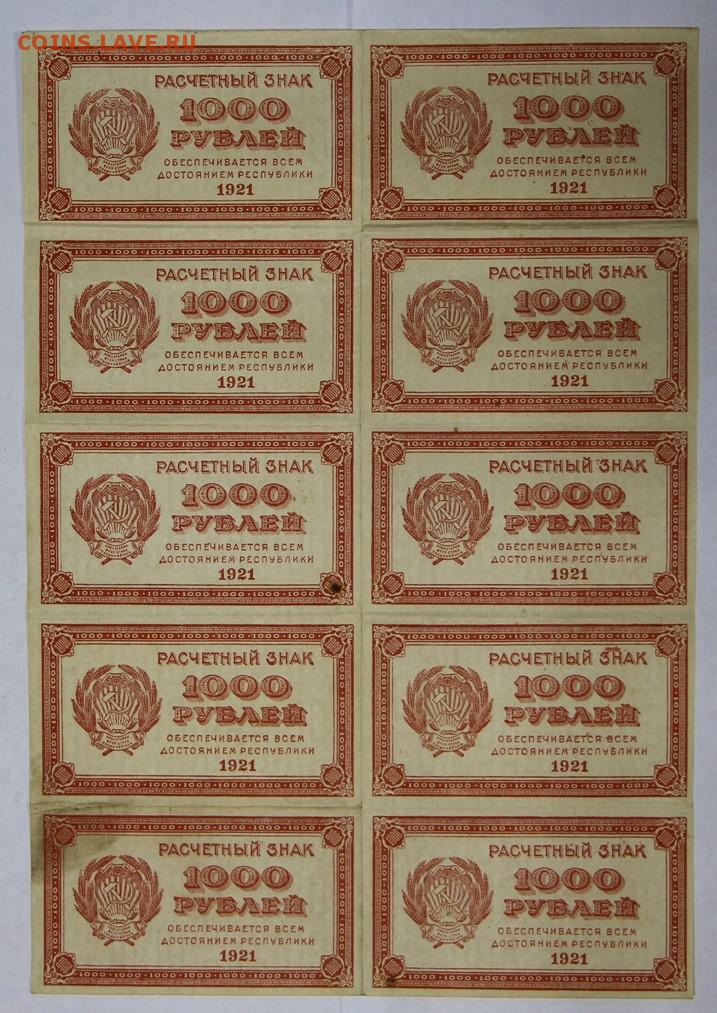 COINS.LAVE.RU
РАСЧЕТНЫЙ ЗНАК
1000
РУБЛЕЙ
ОБЕСПЕЧИВАЕТСЯ ВСЕМ
ДОСТОЯНИЕМ РЕСПУБЛИКИ
1921
РАСЧЕТНЫЙ ЗНАК
1000
РУБЛЕЙ
ОБЕСПЕЧИВАЕТСЯ ВСЕМ
ДОСТОЯНИЕМ РЕСПУБЛИКИ
1921
РАСЧЕТНЫЙ ЗНАК
1000
РУБЛЕЙ
ОБЕСПЕЧИВАЕТСЯ ВСЕМ
ДОСТОЯНИЕМ РЕСПУБЛИКИ
1921
РАСЧЕТНЫЙ ЗНАК
1000
РУБЛЕЙ
ОБЕСПЕЧИВАЕТСЯ ВСЕМ
ДОСТОЯНИЕМ РЕСПУБЛИКИ
1921
РАСЧЕТНЫЙ ЗНАК
1000
РУБЛЕЙ
ОБЕСПЕЧИВАЕТСЯ ВСЕМ
ДОСТОЯНИЕМ РЕСПУБЛИКИ
1921
РАСЧЕТНЫЙ ЗНАК
1000
РУБЛЕЙ
ОБЕСПЕЧИВАЕТСЯ ВСЕМ
ДОСТОЯНИЕМ РЕСПУБЛИКИ
1921
РАСЧЕТНЫЙ ЗНАК
1000
РУБЛЕЙ
ОБЕСПЕЧИВАЕТСЯ ВСЕМ
ДОСТОЯНИЕМ РЕСПУБЛИКИ
1921
РАСЧЕТНЫЙ ЗНАК
1000
РУБЛЕЙ
ОБЕСПЕЧИВАЕТСЯ ВСЕМ
ДОСТОЯНИЕМ РЕСПУБЛИКИ
1921
РАСЧЕТНЫЙ ЗНАК
1000
РУБЛЕЙ
ОБЕСПЕЧИВАЕТСЯ ВСЕМ
ДОСТОЯНИЕМ РЕСПУБЛИКИ
1921
РАСЧЕТНЫЙ ЗНАК
1000
РУБЛЕЙ
ОБЕСПЕЧИВАЕТСЯ ВСЕМ
ДОСТОЯНИЕМ РЕСПУБЛИКИ
1921